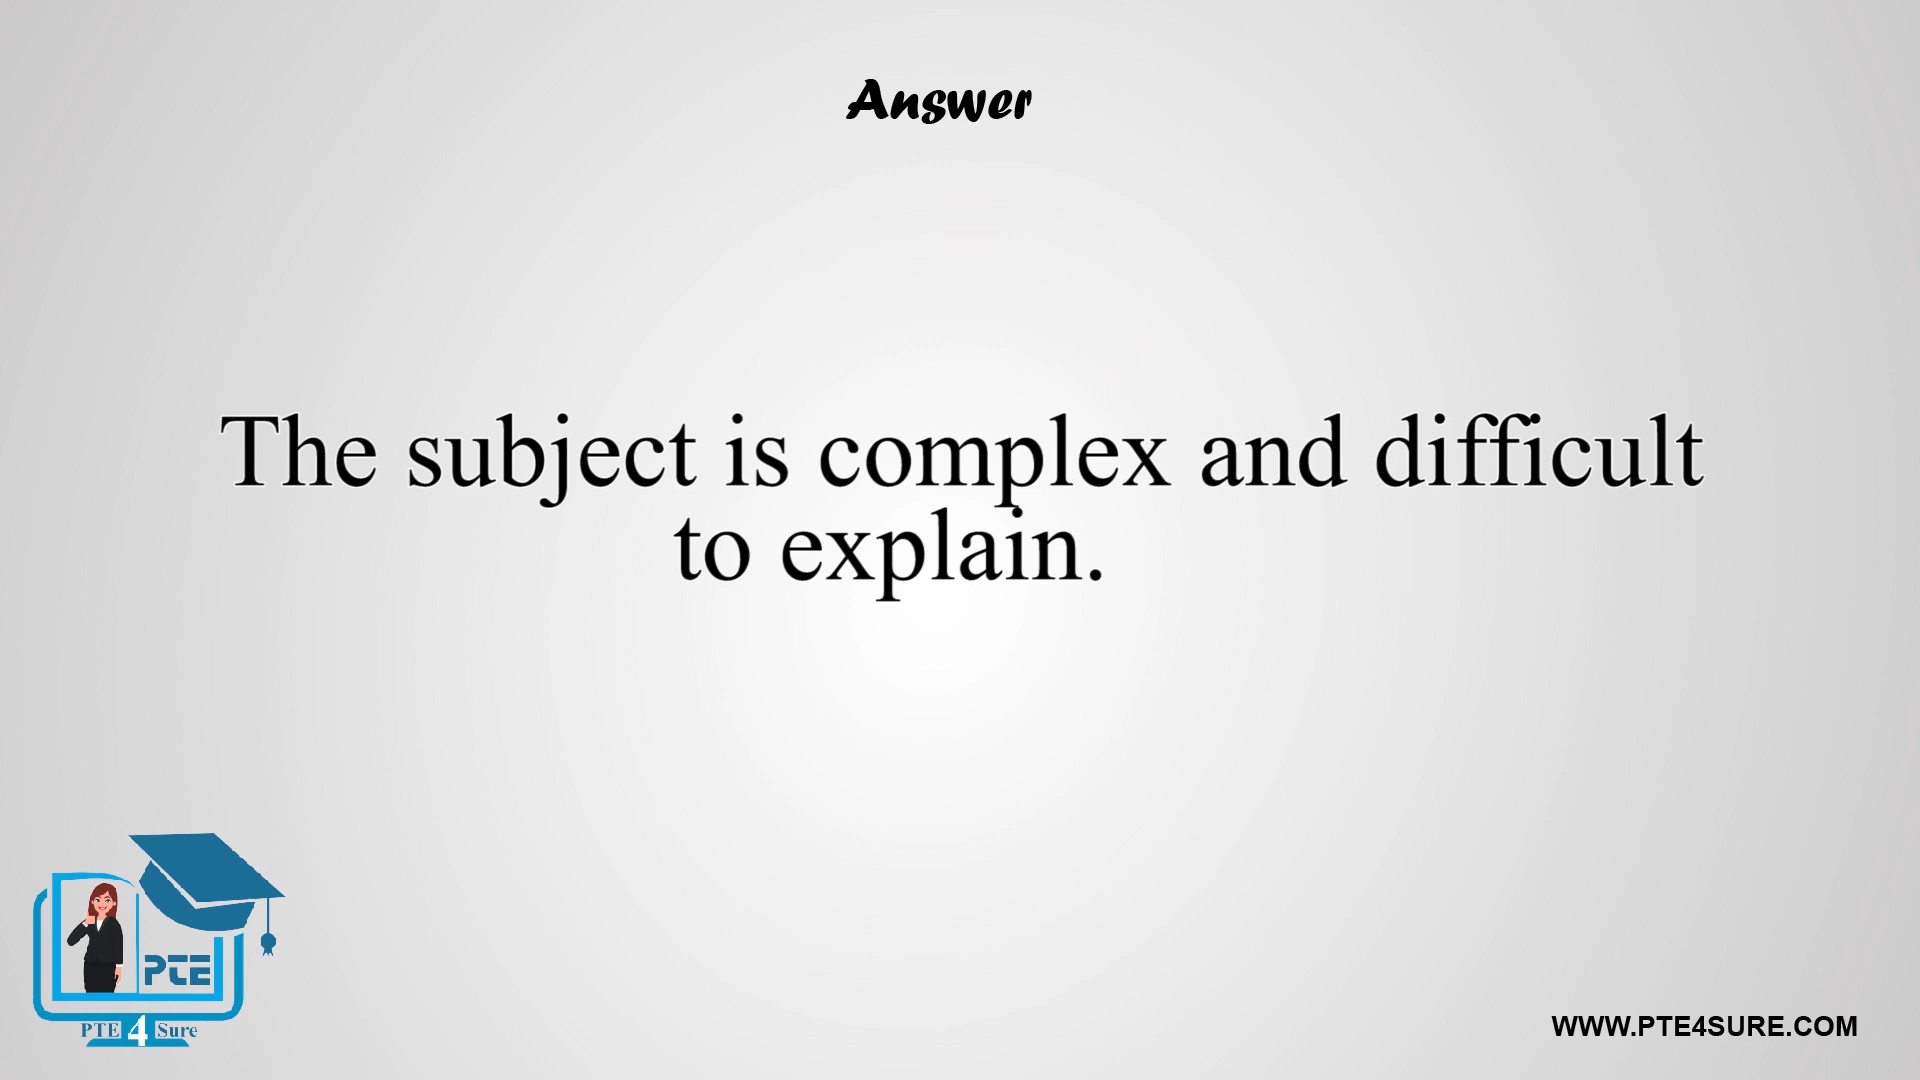 Answer
The subject is complex and difficult
to explain.
PTE
PTE 4 Sure
WWW.PTE4SURE.COM